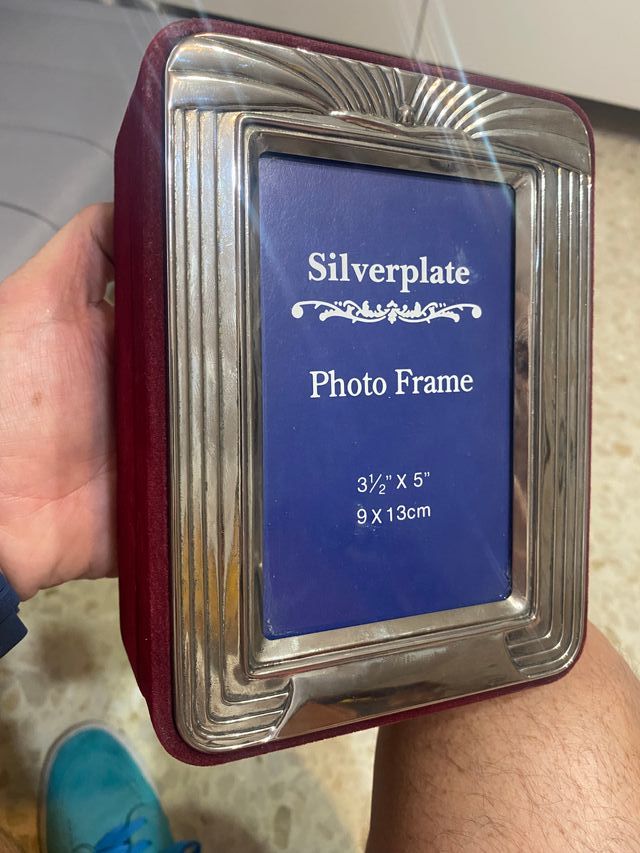 Silverplate
Photo Frame
3½" X 5"
9 X 13cm